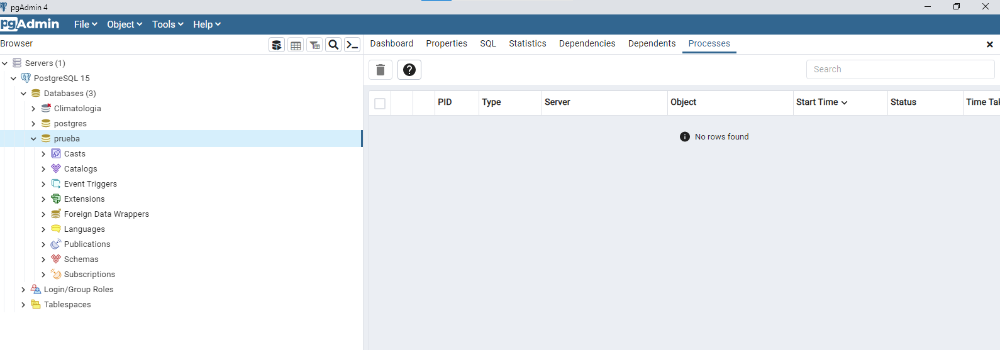 pgAdmin 4
pgAdmin File Object Tools Help
Browser
Dashboard Properties SQL Statistics Dependencies Dependents Processes
Search
Servers (1)
PostgreSQL 15
Databases (3)
Climatologia
postgres
prueba
Casts
Catalogs
Event Triggers
Extensions
Foreign Data Wrappers
Languages
Publications
Schemas
Subscriptions
Login/Group Roles
Tablespaces
PID Type Server Object Start Time Status Time Tak
No rows found